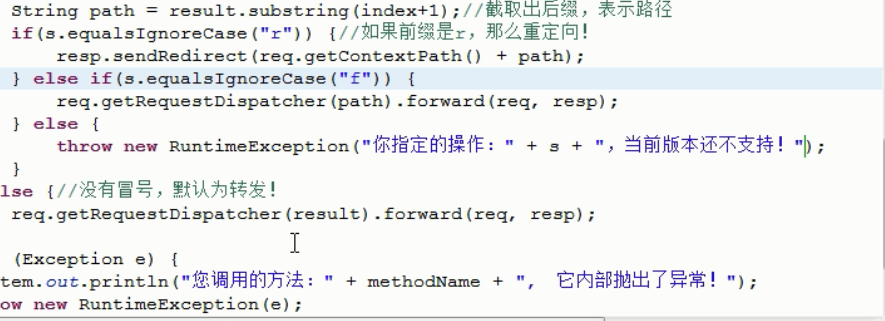 String path = result.substring(index+1);//截取出后缀，表示路径
if(s.equalsIgnoreCase("r")) {//如果前缀是r，那么重定向！
resp.sendRedirect(req.getContextPath() + path);
} else if(s.equalsIgnoreCase("f")) {
req.getRequestDispatcher(path).forward(req, resp);
} else {
throw new RuntimeException("你指定的操作：" + s + "，当前版本还不支持！");
}
lse {//没有冒号，默认为转发！
req.getRequestDispatcher(result).forward(req, resp);
(Exception e) {
tem.out.println("您调用的方法：" + methodName + "， 它内部抛出了异常！");
ow new RuntimeException(e);